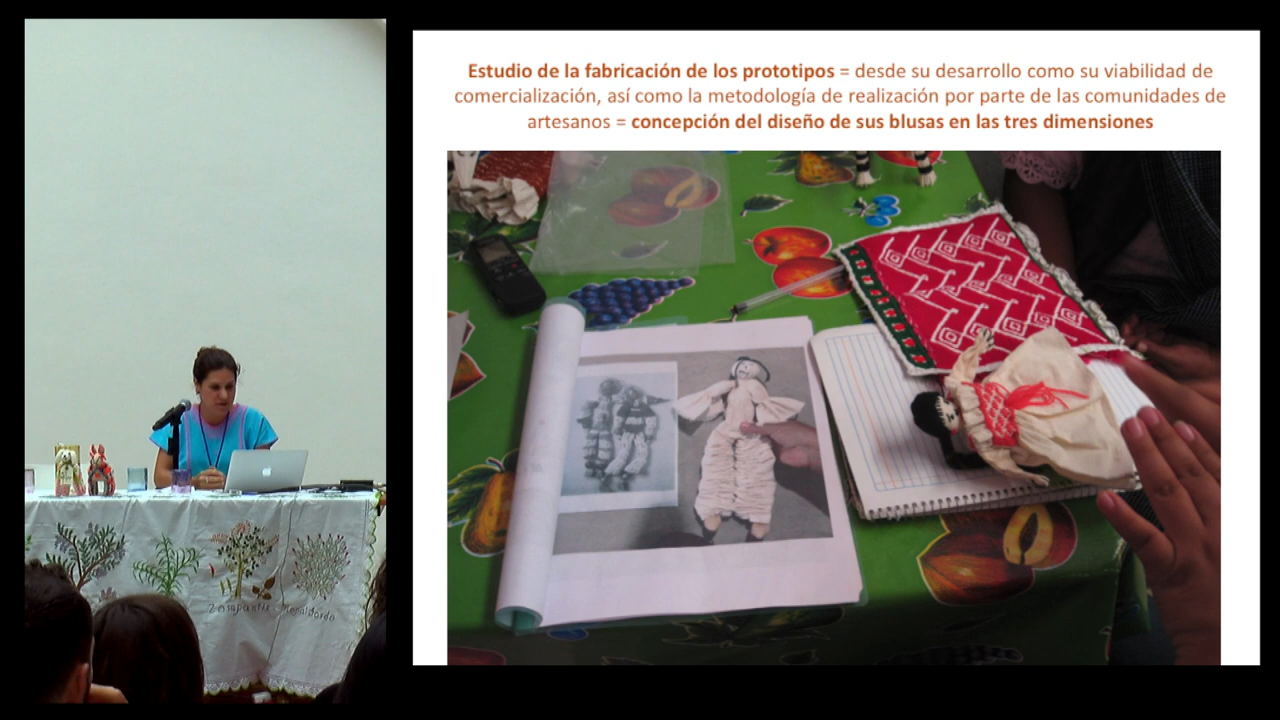 Estudio de la fabricación de los prototipos = desde su desarrollo como su viabilidad de
comercialización, así como la metodología de realización por parte de las comunidades de
artesanos = concepción del diseño de sus blusas en las tres dimensiones